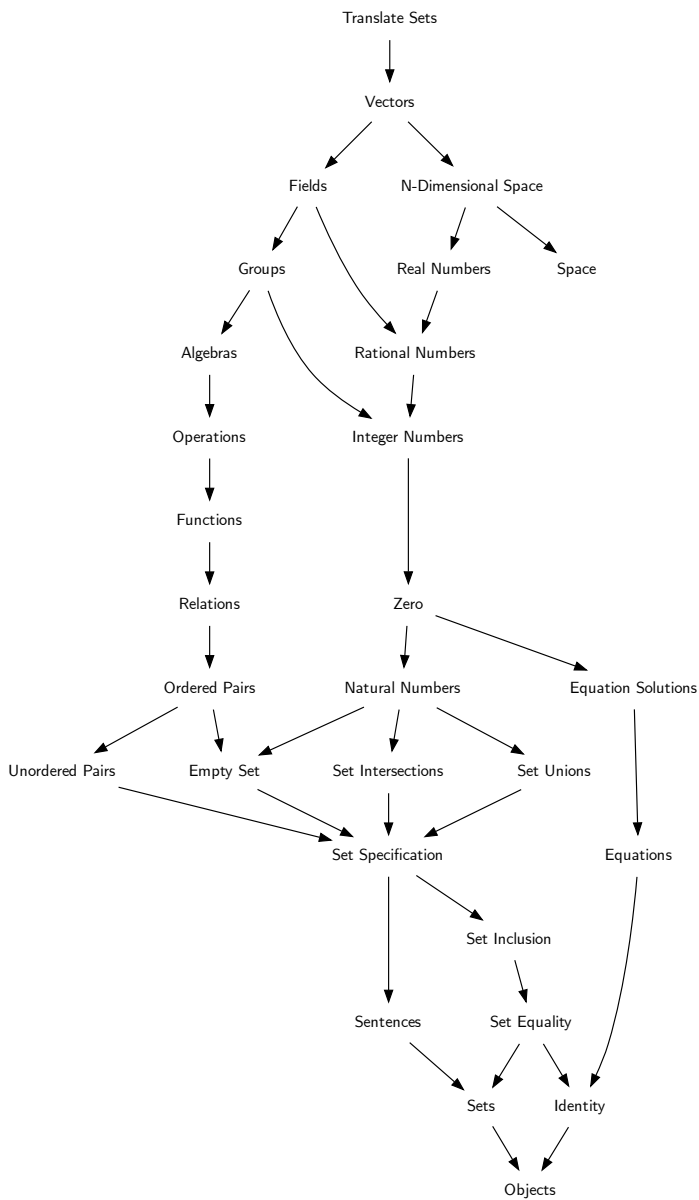 Translate Sets
Vectors
Fields
N-Dimensional Space
Groups
Real Numbers
Space
Algebras
Rational Numbers
Operations
Integer Numbers
Functions
Relations
Zero
Ordered Pairs
Natural Numbers
Equation Solutions
Unordered Pairs
Empty Set
Set Intersections
Set Unions
Set Specification
Equations
Set Inclusion
Sentences
Set Equality
Sets
Identity
Objects